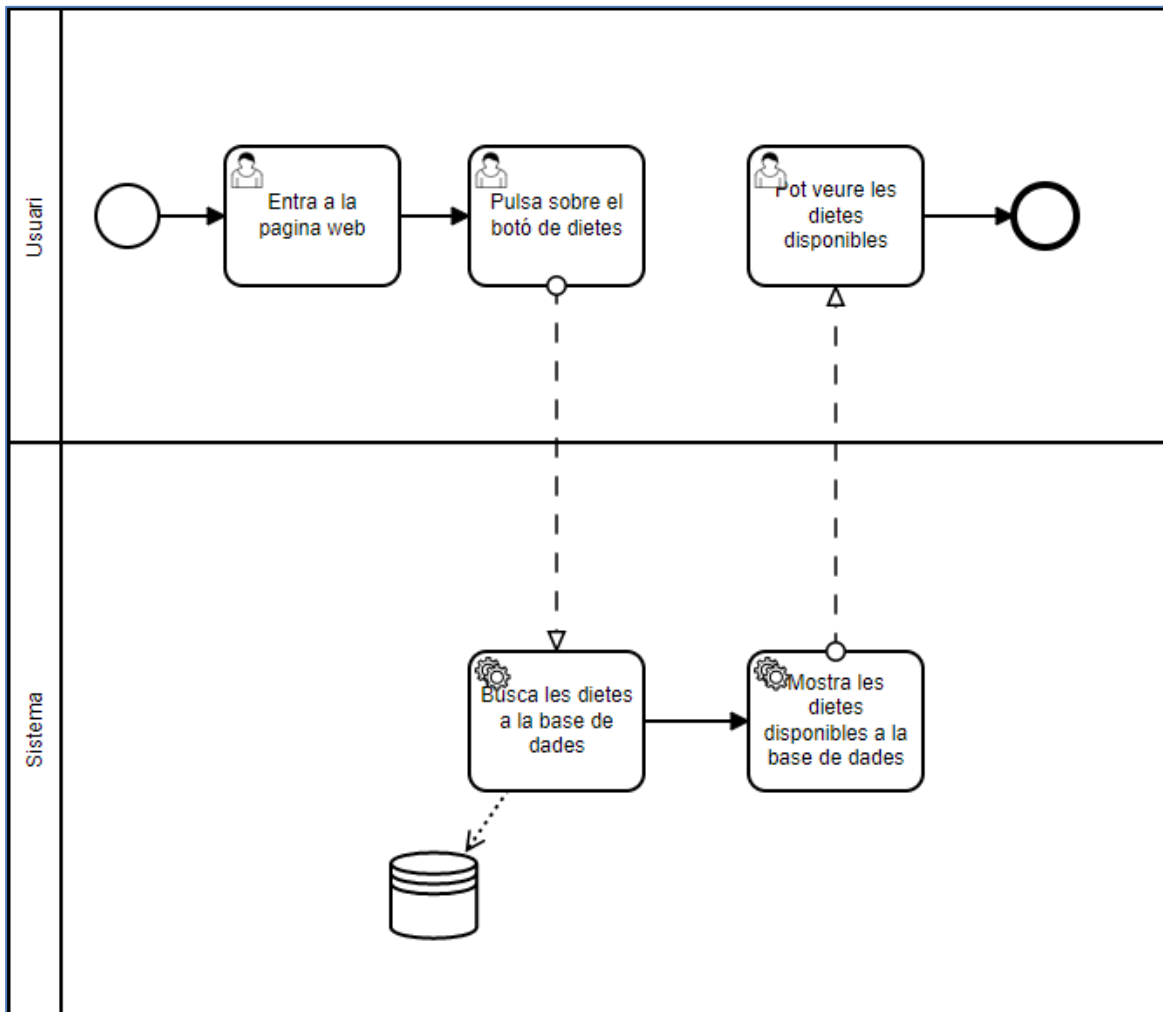 Usuari
Entra a la
pagina web
Pulsa sobre el
botó de dietes
Pot veure les
dietes
disponibles
Sistema
Busca les dietes
a la base de
dades
Mostra les
dietes
disponibles a la
base de dades